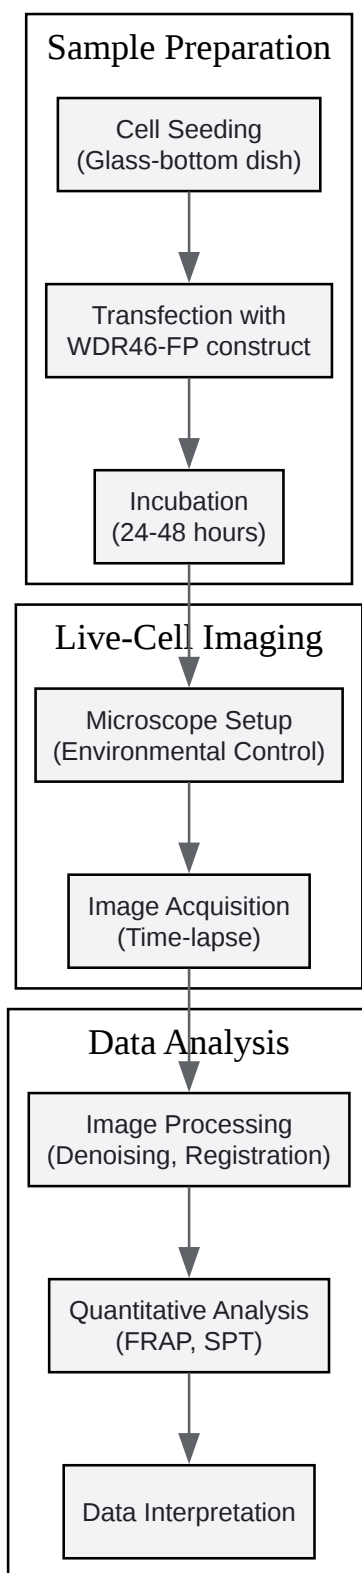 Sample Preparation
Cell Seeding
(Glass-bottom dish)
Transfection with
WDR46-FP construct
Incubation
(24-48 hours)
Live-Cell Imaging
Microscope Setup
(Environmental Control)
Image Acquisition
(Time-lapse)
Data Analysis
Image Processing
(Denoising, Registration)
Quantitative Analysis
(FRAP, SPT)
Data Interpretation